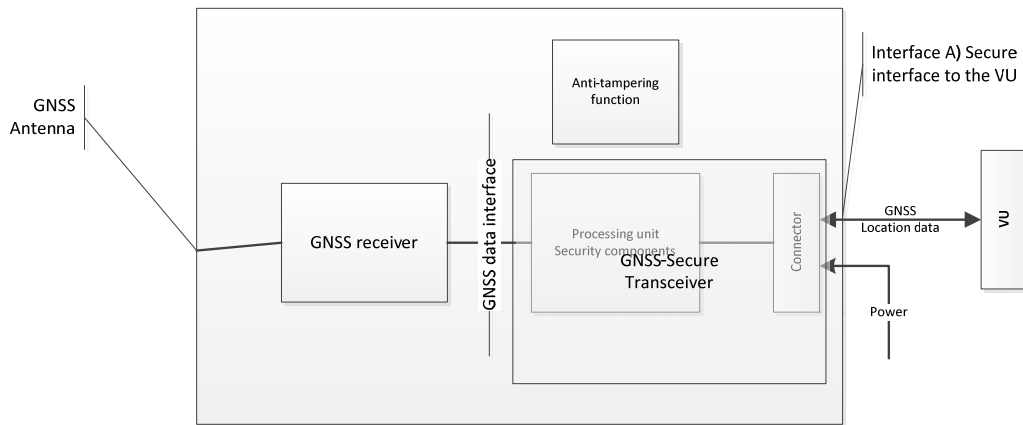 Anti-tampering
function
Interface A) Secure
interface to the VU
GNSS
Antenna
GNSS receiver
GNSS data interface
Processing unit
Security components
GNSS-Secure
Transceiver
Connector
GNSS
Location data
VU
Power